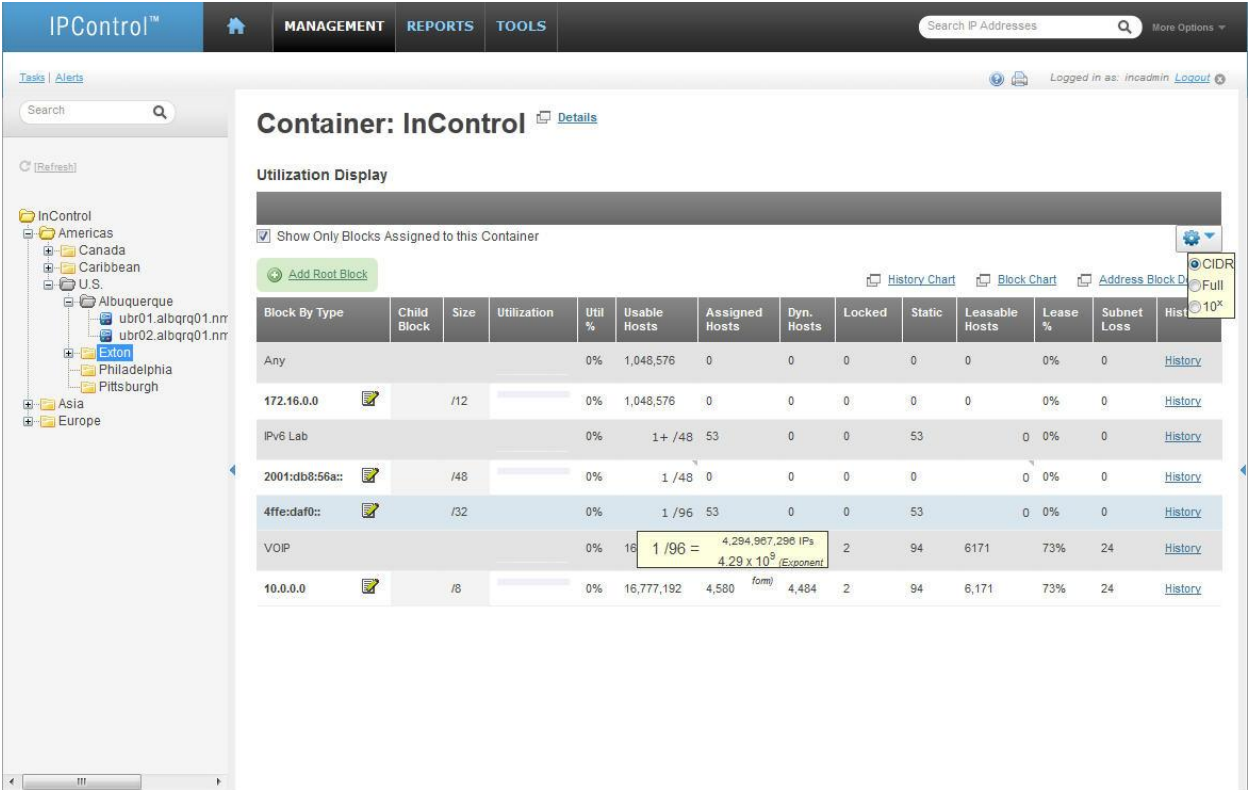 IPControl™ MANAGEMENT REPORTS TOOLS Search IP Addresses More Options
Tasks | Alerts Logged in as: incadmin Logout
Search
Container: InControl Details
[Refresh]
Utilization Display
InControl
Americas
Canada
Caribbean
U.S.
Albuquerque
ubr01.albqrq01.nm
ubr02.albqrq01.nm
Exton
Philadelphia
Pittsburgh
Asia
Europe
Show Only Blocks Assigned to this Container
CIDR
Full
10^x
Add Root Block History Chart Block Chart Address Block D
Block By Type Child Block Size Utilization Util % Usable Hosts Assigned Hosts Dyn. Hosts Locked Static Leasable Hosts Lease % Subnet Loss Hist
Any 0% 1,048,576 0 0 0 0 0 0% 0 History
172.16.0.0 /12 0% 1,048,576 0 0 0 0 0 0% 0 History
IPv6 Lab 0% 1+ /48 53 0 0 53 0 0% 0 History
2001:db8:56a:: /48 0% 1 /48 0 0 0 0 0 0% 0 History
4ffe:daf0:: /32 0% 1 /96 53 0 0 53 0 0% 0 History
VOIP 0% 16 2 94 6171 73% 24 History
1 /96 = 4,294,967,296 IPs
4.29 x 10^9 (Exponent
form)
10.0.0.0 /8 0% 16,777,192 4,580 4,484 2 94 6,171 73% 24 History